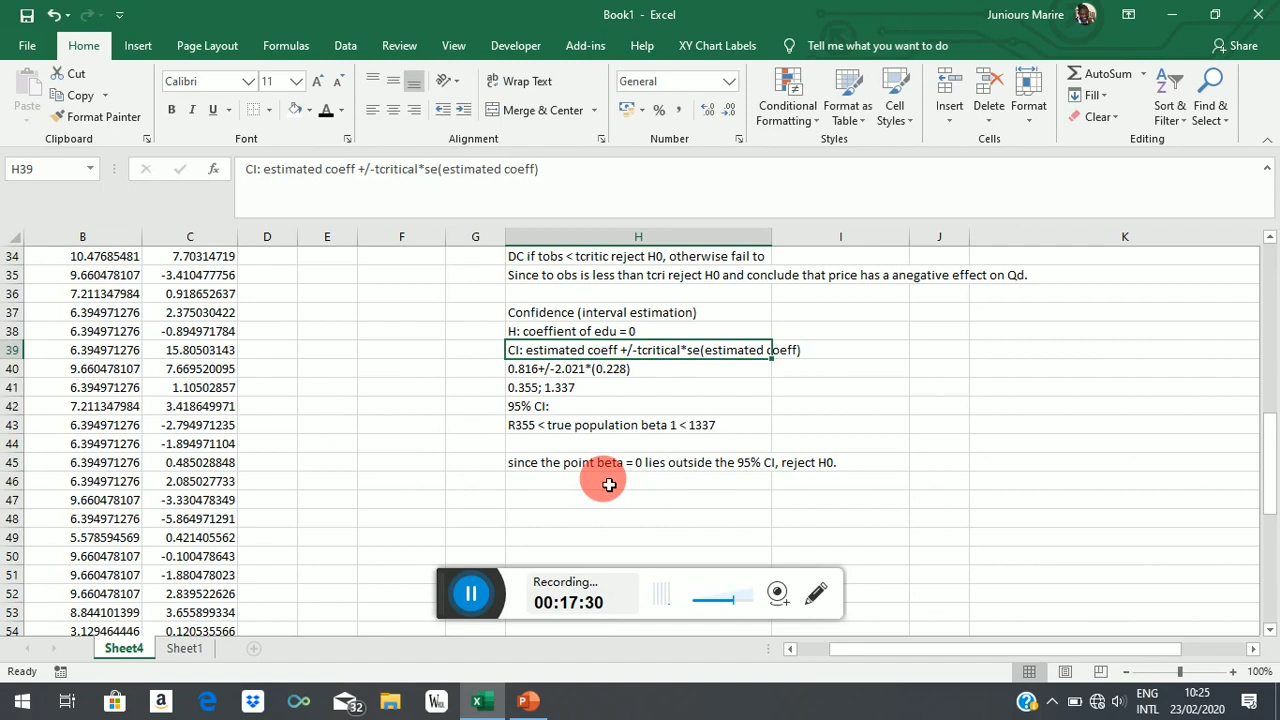 Book1 - Excel
Juniours Marire
File Home Insert Page Layout Formulas Data Review View Developer Add-ins Help XY Chart Labels Tell me what you want to do Share
Paste
Cut
Copy
Format Painter
Clipboard
Calibri 11
B I U
Font
Wrap Text
Merge & Center
Alignment
General
Number
Conditional Formatting
Format as Table
Cell Styles
Styles
Insert
Delete
Format
Cells
AutoSum
Fill
Clear
Sort & Filter
Find & Select
Editing
H39
fx
CI: estimated coeff +/-tcritical*se(estimated coeff)
B C D E F G H I J K
34 10.47685481 7.70314719 DC if tobs < tcritic reject H0, otherwise fail to
35 9.660478107 -3.410477756 Since to obs is less than tcri reject H0 and conclude that price has a anegative effect on Qd.
36 7.211347984 0.918652637
37 6.394971276 2.375030422 Confidence (interval estimation)
38 6.394971276 -0.894971784 H: coeffient of edu = 0
39 6.394971276 15.80503143 CI: estimated coeff +/-tcritical*se(estimated coeff)
40 9.660478107 7.669520095 0.816+/-2.021*(0.228)
41 6.394971276 1.10502857 0.355; 1.337
42 7.211347984 3.418649971 95% CI:
43 6.394971276 -2.794971235 R355 < true population beta 1 < 1337
44 6.394971276 -1.894971104
45 6.394971276 0.485028848 since the point beta = 0 lies outside the 95% CI, reject H0.
46 6.394971276 2.085027733
47 9.660478107 -3.330478349
48 6.394971276 -5.864971291
49 5.578594569 0.421405562
50 9.660478107 -0.100478643
51 9.660478107 -1.880478023
52 9.660478107 2.839522626
53 8.844101399 3.655899334
54 3.129464446 0.120535566
Recording...
00:17:30
Sheet4 Sheet1
Ready
100%
32
ENG
INTL
10:25
23/02/2020